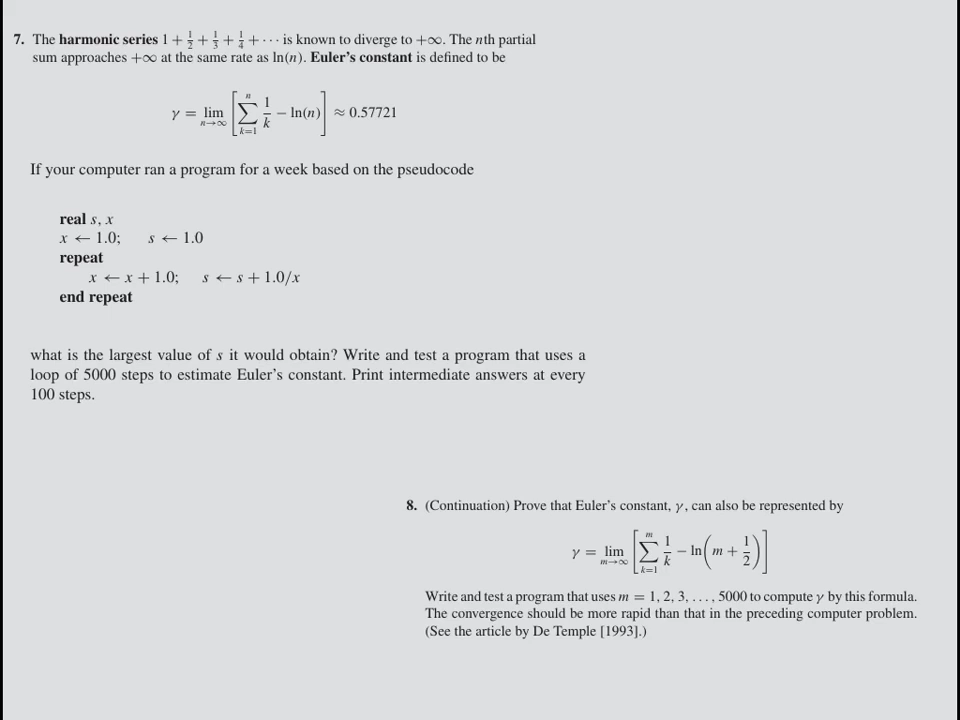 7. The harmonic series 1 + 1/2 + 1/3 + 1/4 + ··· is known to diverge to +∞. The nth partial
sum approaches +∞ at the same rate as ln(n). Euler's constant is defined to be
γ = lim n→∞ [∑ k=1 n 1/k − ln(n)] ≈ 0.57721
If your computer ran a program for a week based on the pseudocode
real s, x
x ← 1.0; s ← 1.0
repeat
x ← x + 1.0; s ← s + 1.0/x
end repeat
what is the largest value of s it would obtain? Write and test a program that uses a
loop of 5000 steps to estimate Euler's constant. Print intermediate answers at every
100 steps.
8. (Continuation) Prove that Euler's constant, γ, can also be represented by
γ = lim m→∞ [∑ k=1 m 1/k − ln(m + 1/2)]
Write and test a program that uses m = 1, 2, 3, . . . , 5000 to compute γ by this formula.
The convergence should be more rapid than that in the preceding computer problem.
(See the article by De Temple [1993].)